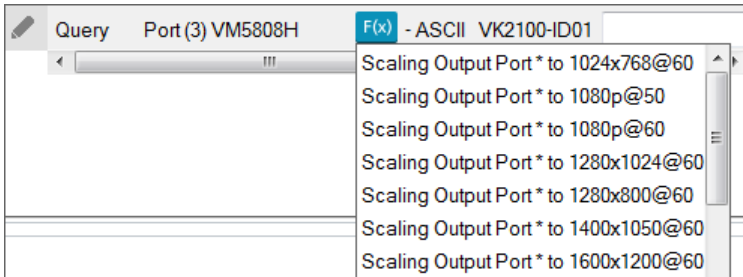 Query Port (3) VM5808H F(x) - ASCII VK2100-ID01
Scaling Output Port * to 1024x768@60
Scaling Output Port * to 1080p@50
Scaling Output Port * to 1080p@60
Scaling Output Port * to 1280x1024@60
Scaling Output Port * to 1280x800@60
Scaling Output Port * to 1400x1050@60
Scaling Output Port * to 1600x1200@60